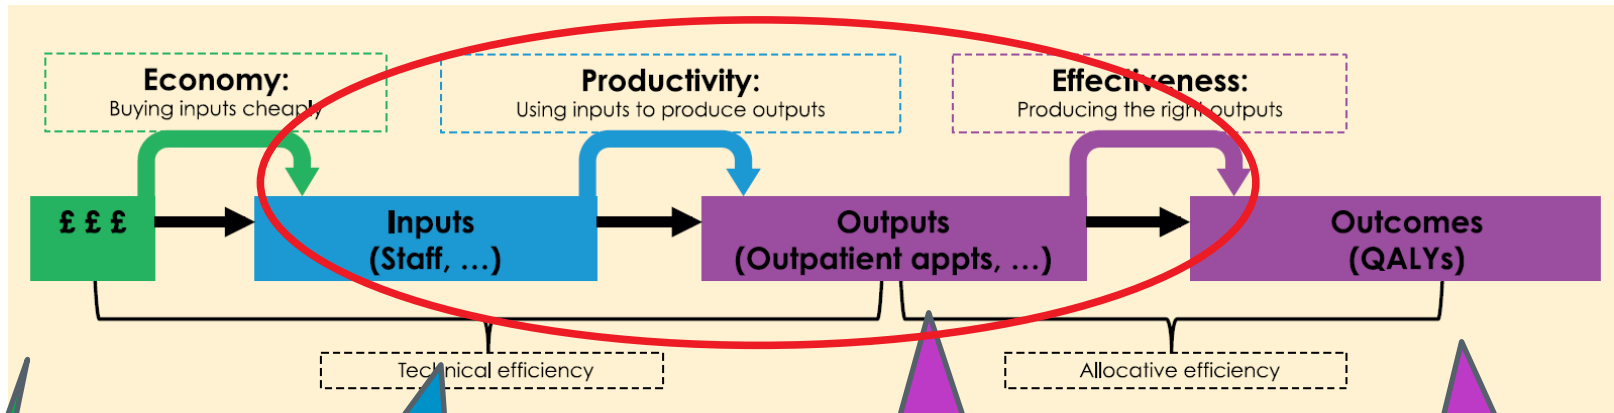 Economy:
Buying inputs cheaply
Productivity:
Using inputs to produce outputs
Effectiveness:
Producing the right outputs
£ £ £
Inputs
(Staff, ...)
Outputs
(Outpatient appts, ...)
Outcomes
(QALYs)
Technical efficiency
Allocative efficiency